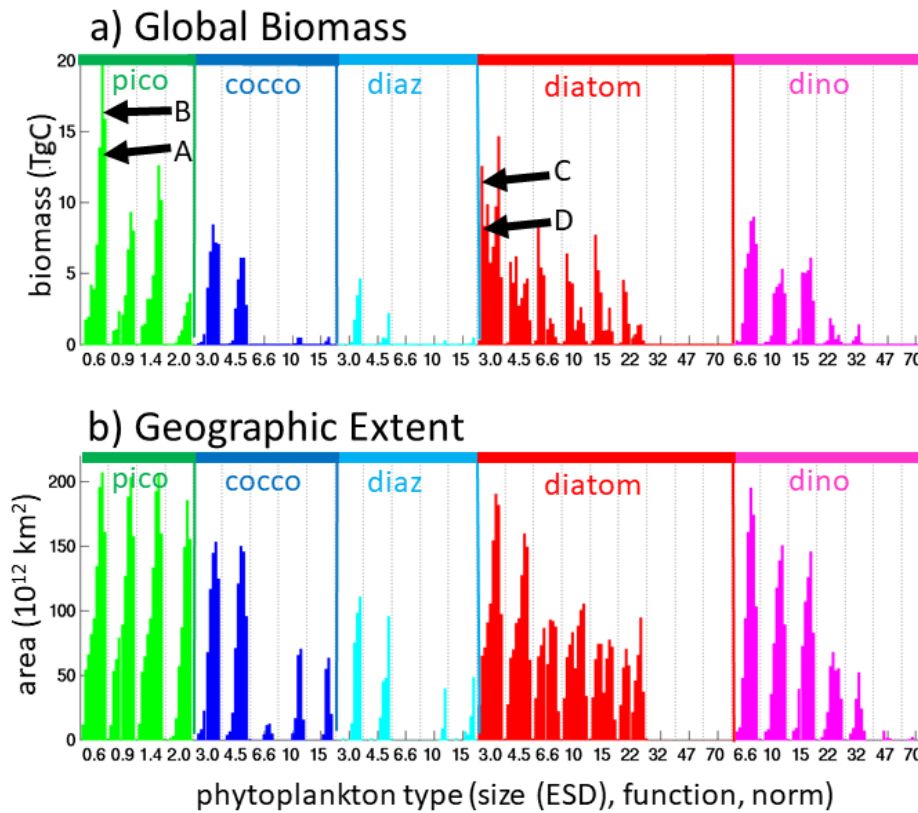 a) Global Biomass
20
15
10
5
0
biomass (TgC)
pico cocco diaz diatom dino
B
A
C
D
0.6 0.9 1.4 2.0 3.0 4.5 6.6 10 15 3.0 4.5 6.6 10 15 3.0 4.5 6.6 10 15 22 32 47 70 6.6 10 15 22 32 47 70
b) Geographic Extent
200
150
100
50
0
area (10¹² km²)
pico cocco diaz diatom dino
0.6 0.9 1.4 2.0 3.0 4.5 6.6 10 15 3.0 4.5 6.6 10 15 3.0 4.5 6.6 10 15 22 32 47 70 6.6 10 15 22 32 47 70
phytoplankton type (size (ESD), function, norm)